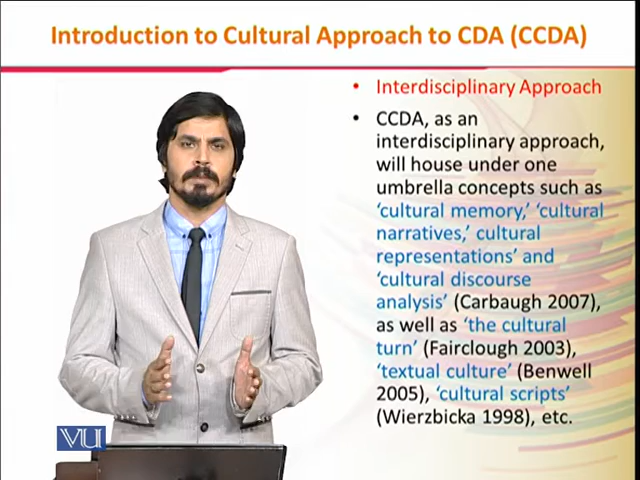 Introduction to Cultural Approach to CDA (CCDA)
• Interdisciplinary Approach
• CCDA, as an
interdisciplinary approach,
will house under one
umbrella concepts such as
‘cultural memory,’ ‘cultural
narratives,’ cultural
representations’ and
‘cultural discourse
analysis’ (Carbaugh 2007),
as well as ‘the cultural
turn’ (Fairclough 2003),
‘textual culture’ (Benwell
2005), ‘cultural scripts’
(Wierzbicka 1998), etc.
VU